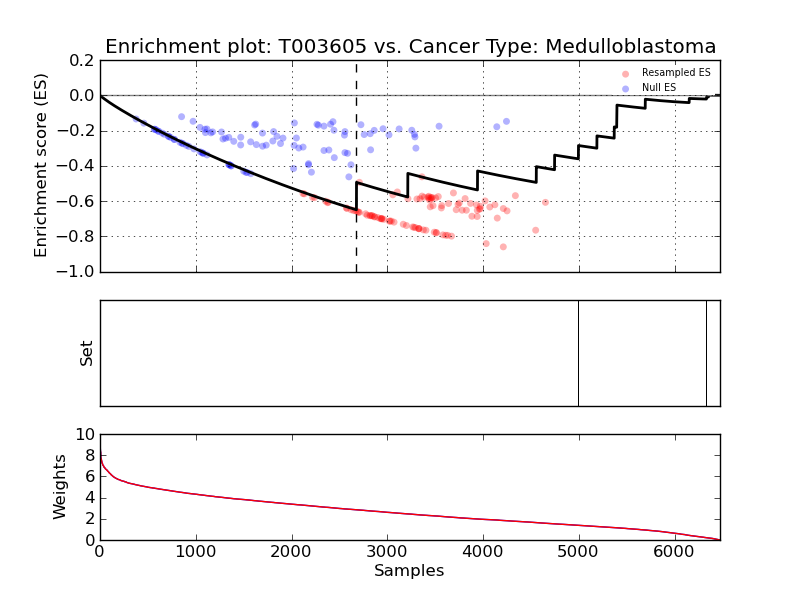 Enrichment plot: T003605 vs. Cancer Type: Medulloblastoma
Enrichment score (ES)
0.2
0.0
−0.2
−0.4
−0.6
−0.8
−1.0
Resampled ES
Null ES
Set
Weights
10
8
6
4
2
0
0 1000 2000 3000 4000 5000 6000
Samples